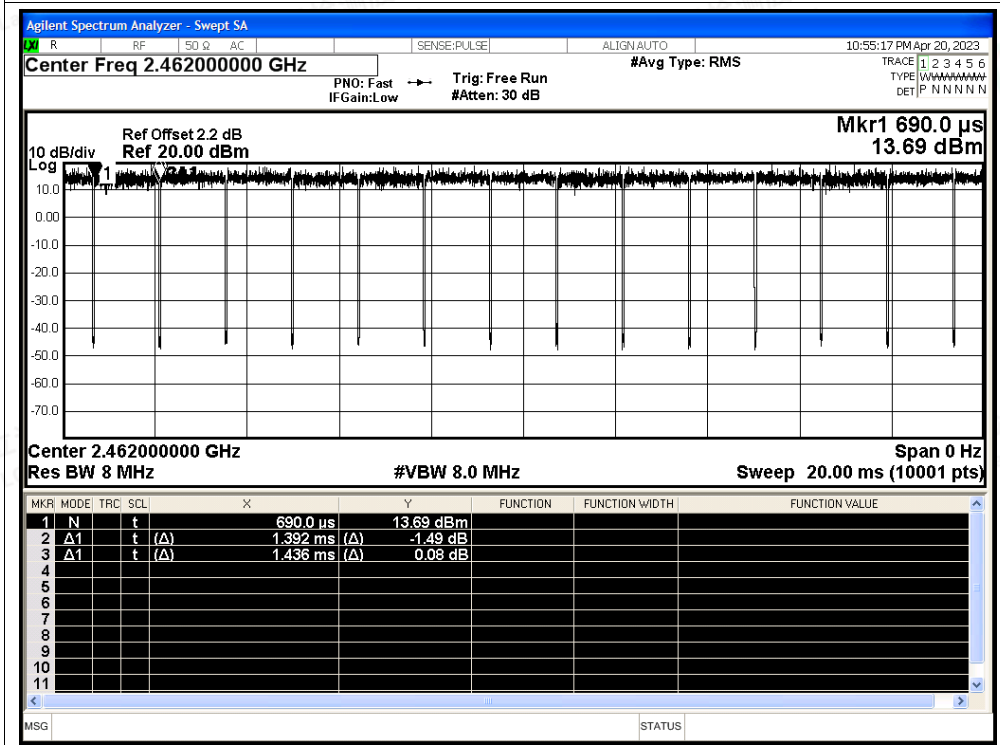 Agilent Spectrum Analyzer - Swept SA
LXI R RF 50 Ω AC SENSE:PULSE ALIGN AUTO 10:55:17 PM Apr 20, 2023
Center Freq 2.462000000 GHz #Avg Type: RMS TRACE 1 2 3 4 5 6
PNO: Fast Trig: Free Run TYPE W
IFGain:Low #Atten: 30 dB DET P N N N N N
Mkr1 690.0 µs
Ref Offset 2.2 dB
10 dB/div Ref 20.00 dBm 13.69 dBm
Log
1
10.0
0.00
-10.0
-20.0
-30.0
-40.0
-50.0
-60.0
-70.0
Center 2.462000000 GHz Span 0 Hz
Res BW 8 MHz #VBW 8.0 MHz Sweep 20.00 ms (10001 pts)
MKR MODE TRC SCL X Y FUNCTION FUNCTION WIDTH FUNCTION VALUE
1 N t 690.0 µs 13.69 dBm
2 Δ1 t (Δ) 1.392 ms (Δ) -1.49 dB
3 Δ1 t (Δ) 1.436 ms (Δ) 0.08 dB
4
5
6
7
8
9
10
11
MSG STATUS